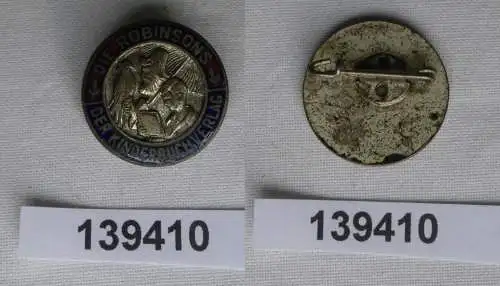 DIE ROBINSONS
DER KINDERBUCHVERLAG
139410
139410